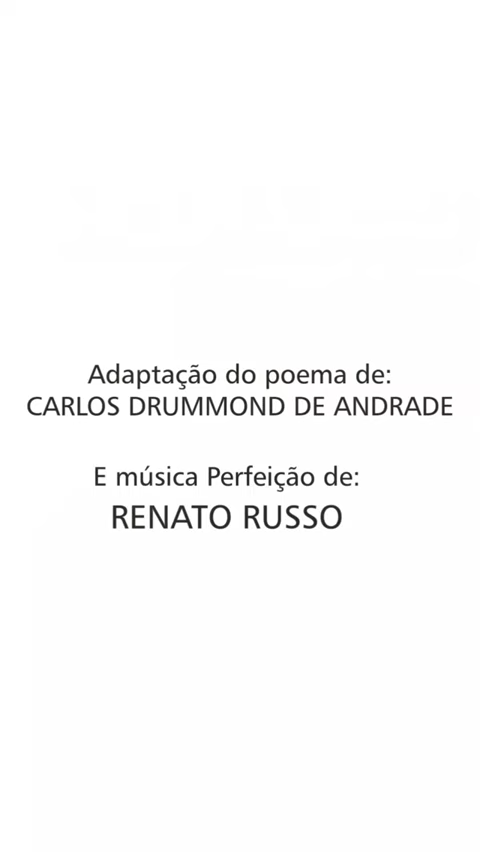 Adaptação do poema de:
CARLOS DRUMMOND DE ANDRADE
E música Perfeição de:
RENATO RUSSO